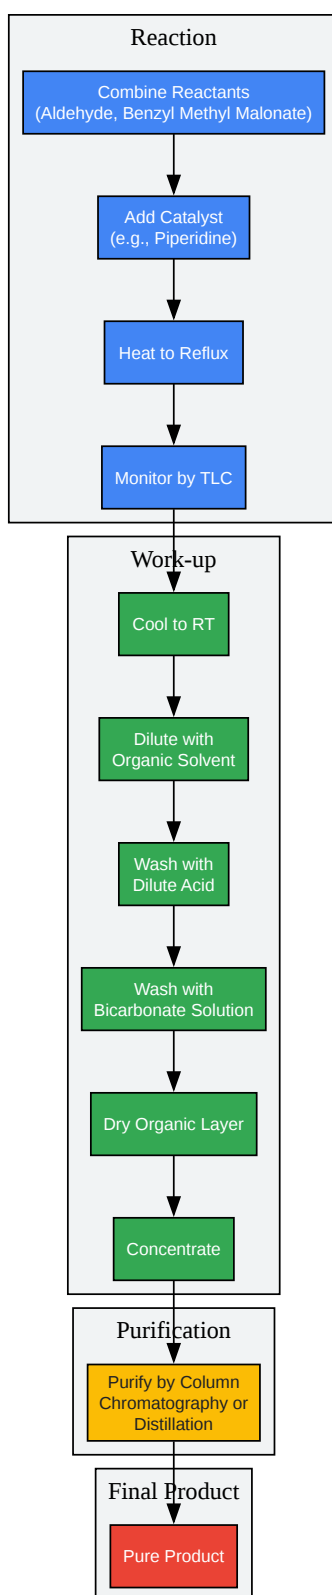 Reaction
Combine Reactants
(Aldehyde, Benzyl Methyl Malonate)
Add Catalyst
(e.g., Piperidine)
Heat to Reflux
Monitor by TLC
Work-up
Cool to RT
Dilute with
Organic Solvent
Wash with
Dilute Acid
Wash with
Bicarbonate Solution
Dry Organic Layer
Concentrate
Purification
Purify by Column
Chromatography or
Distillation
Final Product
Pure Product